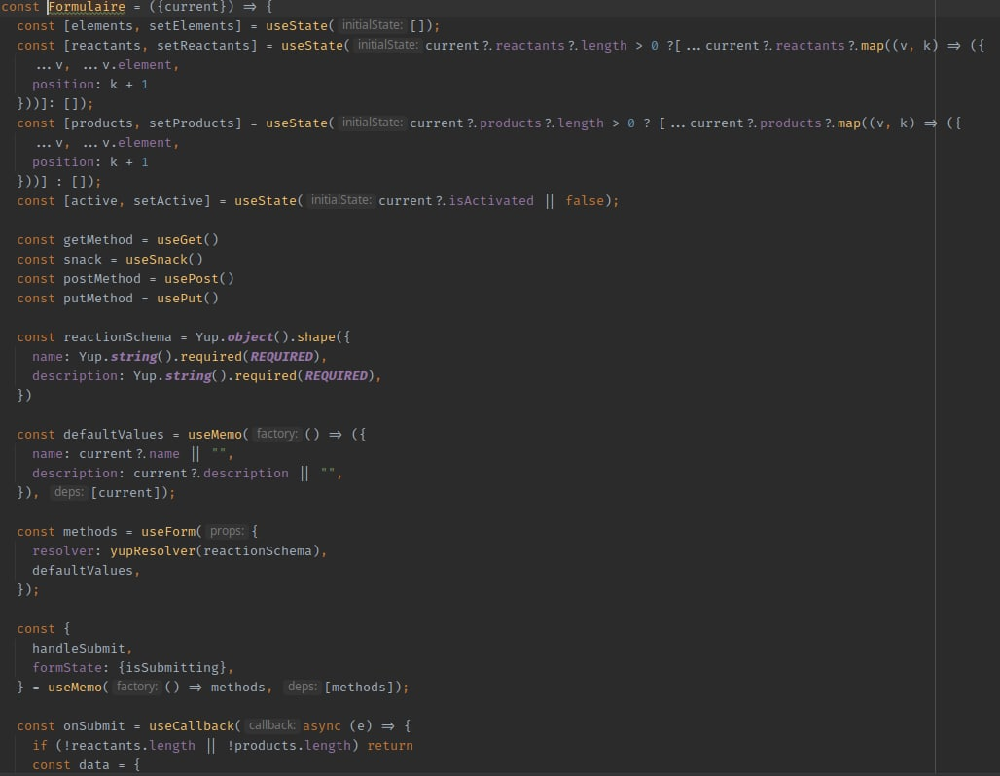 const Formulaire = ({current}) => {
  const [elements, setElements] = useState( initialState: []);
  const [reactants, setReactants] = useState( initialState: current?.reactants?.length > 0 ?[...current?.reactants?.map((v, k) => ({
    ...v, ...v.element,
    position: k + 1
  }))]: []);
  const [products, setProducts] = useState( initialState: current?.products?.length > 0 ? [...current?.products?.map((v, k) => ({
    ...v, ...v.element,
    position: k + 1
  }))] : []);
  const [active, setActive] = useState( initialState: current?.isActivated || false);
  const getMethod = useGet()
  const snack = useSnack()
  const postMethod = usePost()
  const putMethod = usePut()
  const reactionSchema = Yup.object().shape({
    name: Yup.string().required(REQUIRED),
    description: Yup.string().required(REQUIRED),
  })
  const defaultValues = useMemo( factory: () => ({
    name: current?.name || "",
    description: current?.description || "",
  }), deps: [current]);
  const methods = useForm( props: {
    resolver: yupResolver(reactionSchema),
    defaultValues,
  });
  const {
    handleSubmit,
    formState: {isSubmitting},
  } = useMemo( factory: () => methods, deps: [methods]);
  const onSubmit = useCallback( callback: async (e) => {
    if (!reactants.length || !products.length) return
    const data = {